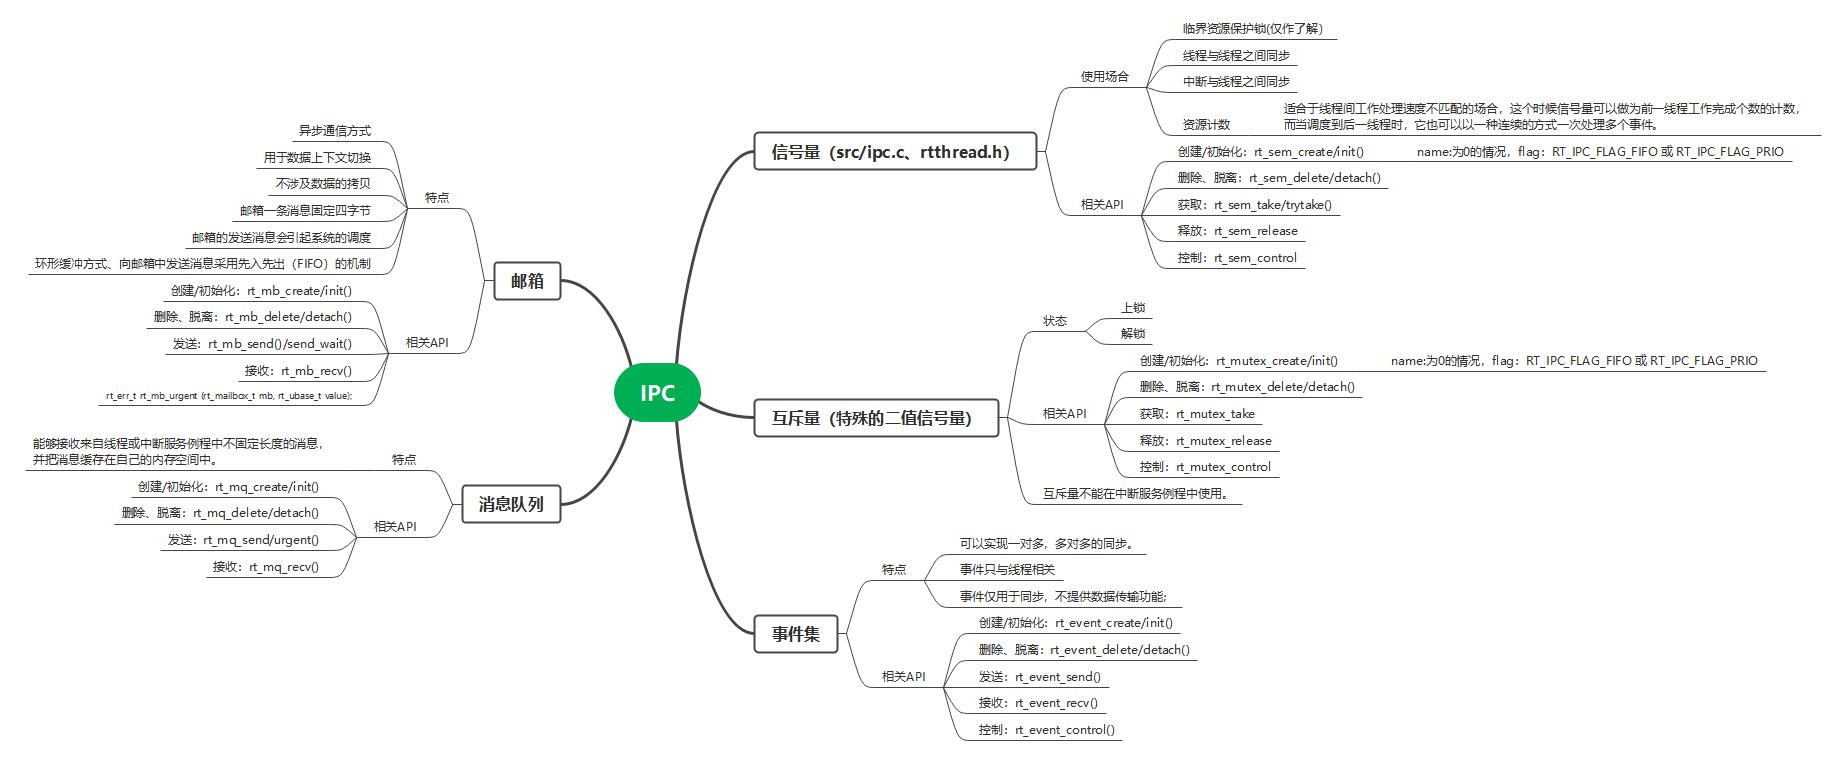 IPC
信号量（src/ipc.c、rtthread.h）
使用场合
临界资源保护锁(仅作了解)
线程与线程之间同步
中断与线程之间同步
资源计数
适合于线程间工作处理速度不匹配的场合，这个时候信号量可以做为前一线程工作完成个数的计数，
而当调度到后一线程时，它也可以以一种连续的方式一次处理多个事件。
相关API
创建/初始化：rt_sem_create/init()
name:为0的情况，flag：RT_IPC_FLAG_FIFO 或 RT_IPC_FLAG_PRIO
删除、脱离：rt_sem_delete/detach()
获取：rt_sem_take/trytake()
释放：rt_sem_release
控制：rt_sem_control
互斥量（特殊的二值信号量）
状态
上锁
解锁
相关API
创建/初始化：rt_mutex_create/init()
name:为0的情况，flag：RT_IPC_FLAG_FIFO 或 RT_IPC_FLAG_PRIO
删除、脱离：rt_mutex_delete/detach()
获取：rt_mutex_take
释放：rt_mutex_release
控制：rt_mutex_control
互斥量不能在中断服务例程中使用。
事件集
特点
可以实现一对多，多对多的同步。
事件只与线程相关
事件仅用于同步，不提供数据传输功能;
相关API
创建/初始化：rt_event_create/init()
删除、脱离：rt_event_delete/detach()
发送：rt_event_send()
接收：rt_event_recv()
控制：rt_event_control()
邮箱
特点
异步通信方式
用于数据上下文切换
不涉及数据的拷贝
邮箱一条消息固定四字节
邮箱的发送消息会引起系统的调度
环形缓冲方式、向邮箱中发送消息采用先入先出（FIFO）的机制
相关API
创建/初始化：rt_mb_create/init()
删除、脱离：rt_mb_delete/detach()
发送：rt_mb_send()/send_wait()
接收：rt_mb_recv()
rt_err_t rt_mb_urgent (rt_mailbox_t mb, rt_ubase_t value);
消息队列
特点
能够接收来自线程或中断服务例程中不固定长度的消息，
并把消息缓存在自己的内存空间中。
相关API
创建/初始化：rt_mq_create/init()
删除、脱离：rt_mq_delete/detach()
发送：rt_mq_send/urgent()
接收：rt_mq_recv()